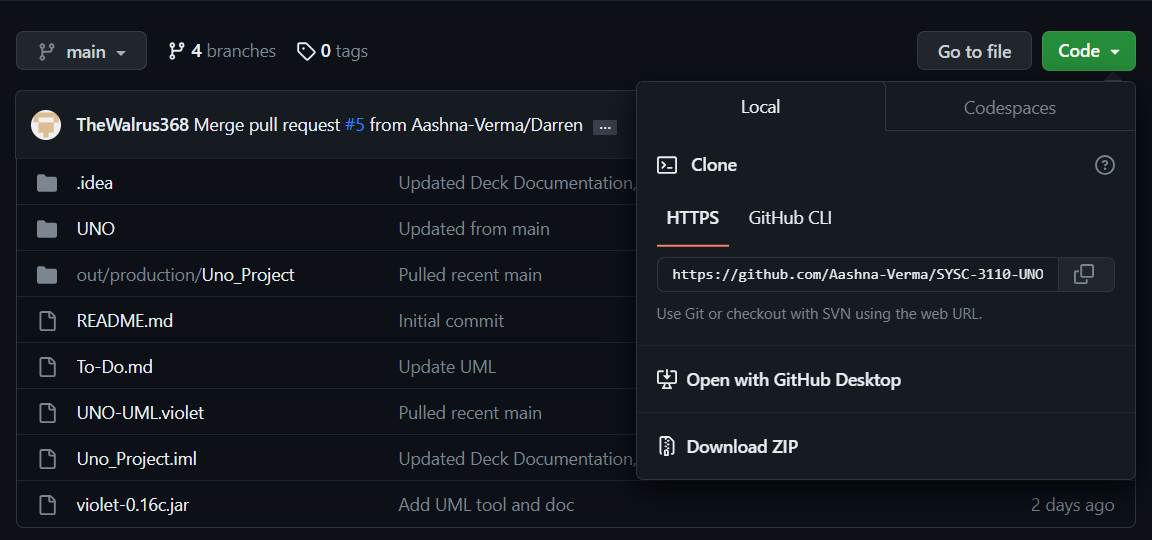 main 4 branches 0 tags Go to file Code
TheWalrus368 Merge pull request #5 from Aashna-Verma/Darren ...
Local Codespaces
Clone
HTTPS GitHub CLI
https://github.com/Aashna-Verma/SYSC-3110-UNO
Use Git or checkout with SVN using the web URL.
Open with GitHub Desktop
Download ZIP
.idea Updated Deck Documentation,
UNO Updated from main
out/production/Uno_Project Pulled recent main
README.md Initial commit
To-Do.md Update UML
UNO-UML.violet Pulled recent main
Uno_Project.iml Updated Deck Documentation,
violet-0.16c.jar Add UML tool and doc 2 days ago